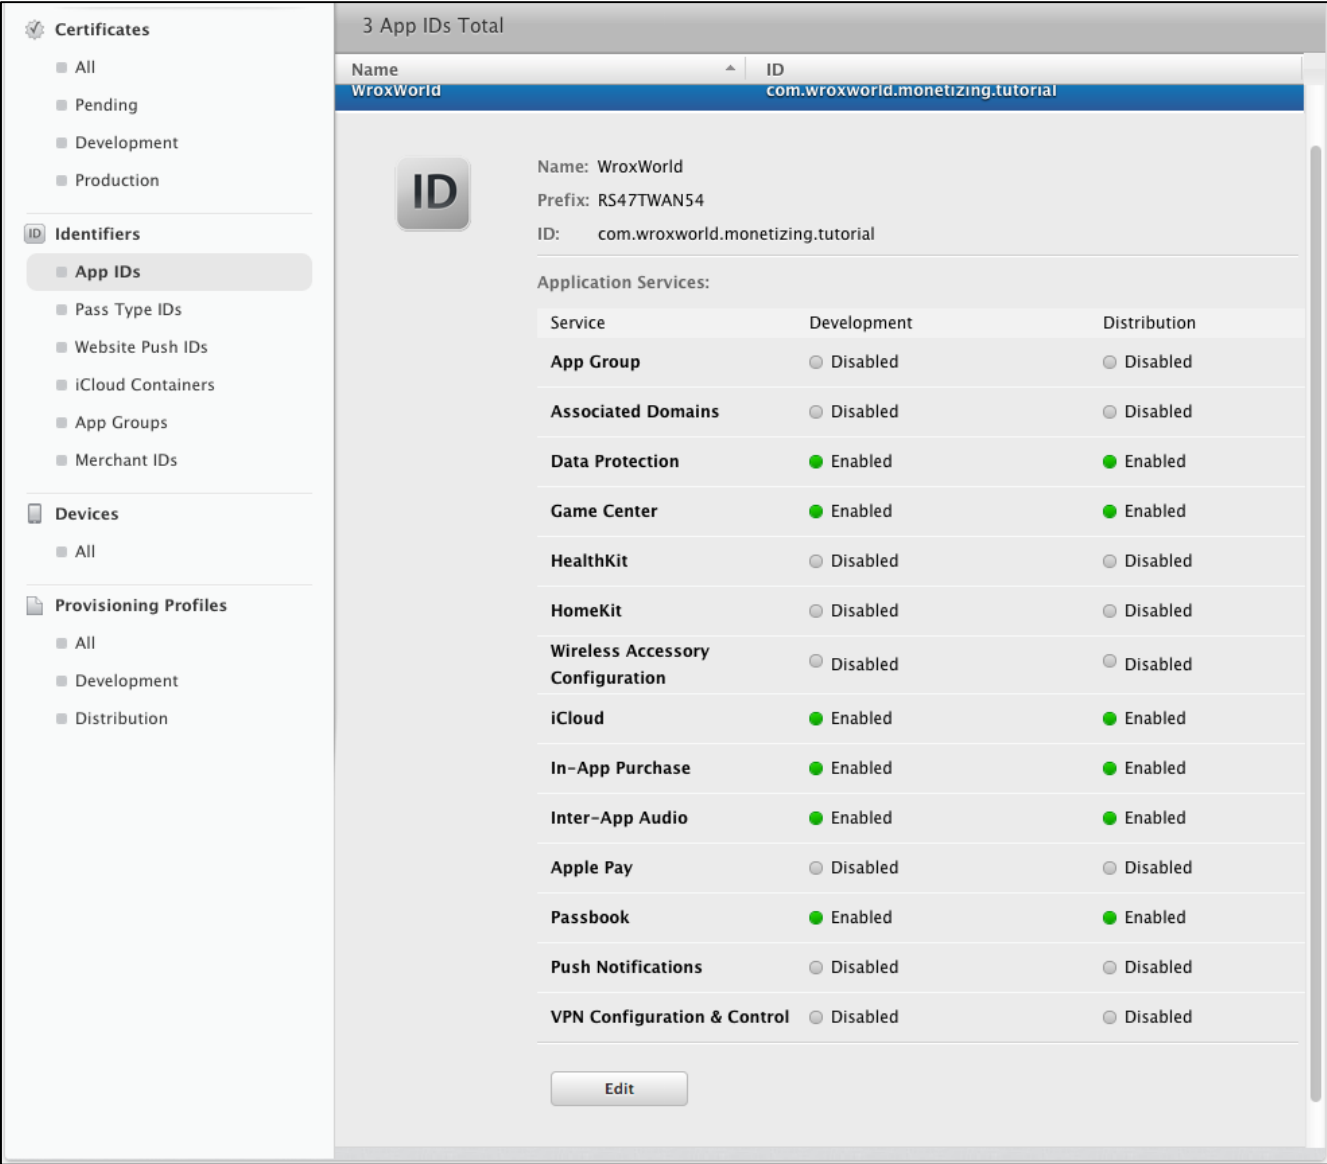 Certificates
All
Pending
Development
Production
ID Identifiers
App IDs
Pass Type IDs
Website Push IDs
iCloud Containers
App Groups
Merchant IDs
Devices
All
Provisioning Profiles
All
Development
Distribution
3 App IDs Total
Name ID
WroxWorld com.wroxworld.monetizing.tutorial
ID
Name: WroxWorld
Prefix: RS47TWAN54
ID: com.wroxworld.monetizing.tutorial
Application Services:
Service Development Distribution
App Group Disabled Disabled
Associated Domains Disabled Disabled
Data Protection Enabled Enabled
Game Center Enabled Enabled
HealthKit Disabled Disabled
HomeKit Disabled Disabled
Wireless Accessory
Configuration Disabled Disabled
iCloud Enabled Enabled
In-App Purchase Enabled Enabled
Inter-App Audio Enabled Enabled
Apple Pay Disabled Disabled
Passbook Enabled Enabled
Push Notifications Disabled Disabled
VPN Configuration & Control Disabled Disabled
Edit